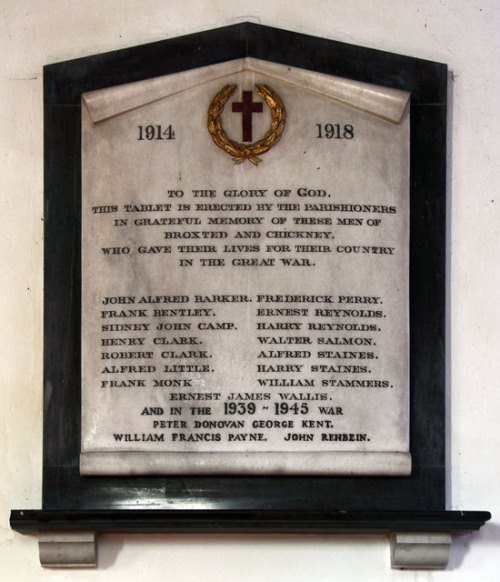 1914 1918
TO THE GLORY OF GOD.
THIS TABLET IS ERECTED BY THE PARISHIONERS
IN GRATEFUL MEMORY OF THESE MEN OF
BROXTED AND CHICKNEY,
WHO GAVE THEIR LIVES FOR THEIR COUNTRY
IN THE GREAT WAR.
JOHN ALFRED BARKER. FREDERICK PERRY.
FRANK BENTLEY. ERNEST REYNOLDS.
SIDNEY JOHN CAMP. HARRY REYNOLDS.
HENRY CLARK. WALTER SALMON.
ROBERT CLARK. ALFRED STAINES.
ALFRED LITTLE. HARRY STAINES.
FRANK MONK WILLIAM STAMMERS.
ERNEST JAMES WALLIS.
AND IN THE 1939 ~ 1945 WAR
PETER DONOVAN GEORGE KENT.
WILLIAM FRANCIS PAYNE. JOHN REHBEIN.